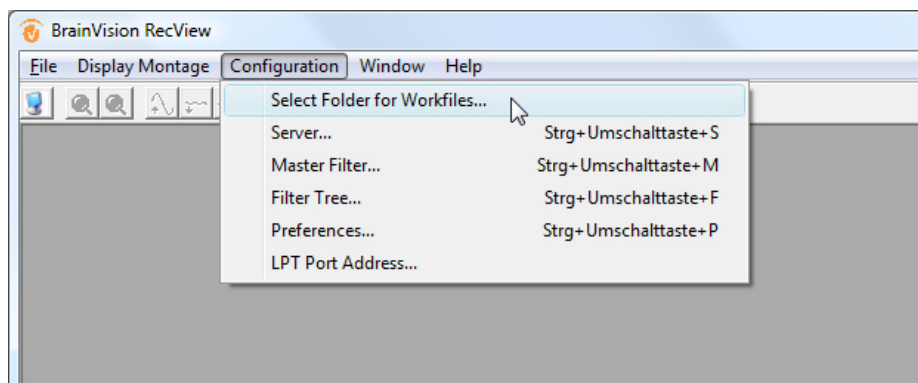 BrainVision RecView
File Display Montage Configuration Window Help
Select Folder for Workfiles...
Server... Strg+Umschalttaste+S
Master Filter... Strg+Umschalttaste+M
Filter Tree... Strg+Umschalttaste+F
Preferences... Strg+Umschalttaste+P
LPT Port Address...